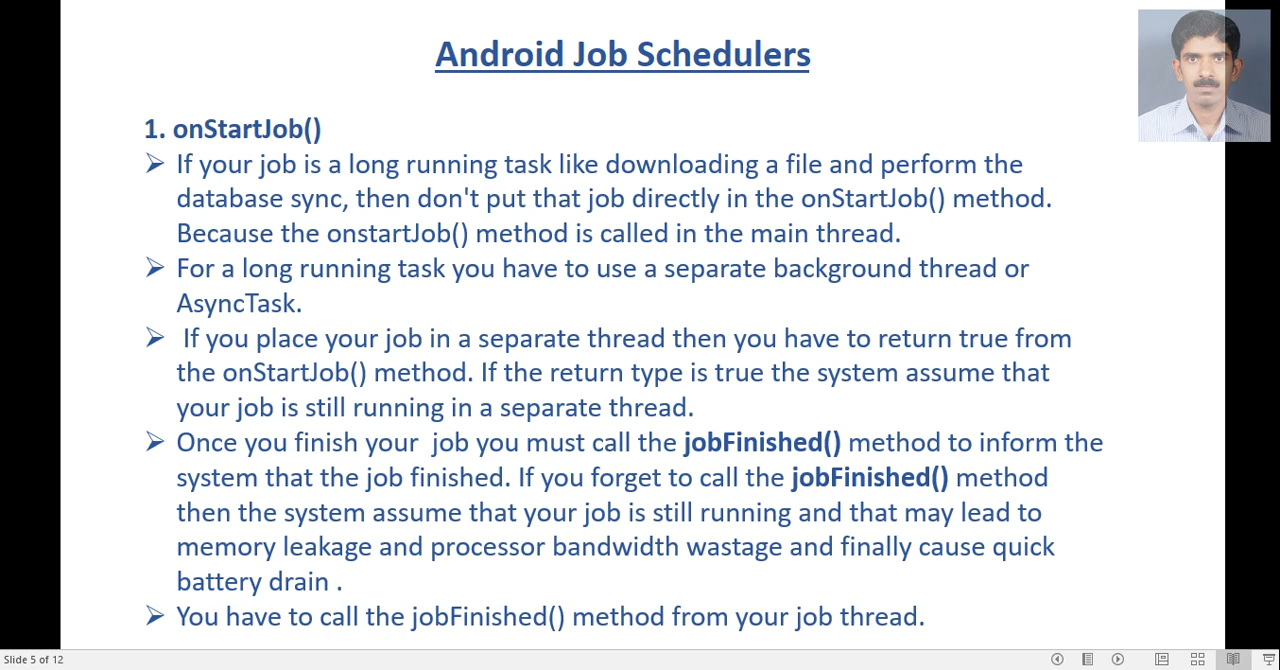 Android Job Schedulers
1. onStartJob()
➢ If your job is a long running task like downloading a file and perform the
database sync, then don't put that job directly in the onStartJob() method.
Because the onstartJob() method is called in the main thread.
➢ For a long running task you have to use a separate background thread or
AsyncTask.
➢ If you place your job in a separate thread then you have to return true from
the onStartJob() method. If the return type is true the system assume that
your job is still running in a separate thread.
➢ Once you finish your job you must call the jobFinished() method to inform the
system that the job finished. If you forget to call the jobFinished() method
then the system assume that your job is still running and that may lead to
memory leakage and processor bandwidth wastage and finally cause quick
battery drain .
➢ You have to call the jobFinished() method from your job thread.
Slide 5 of 12